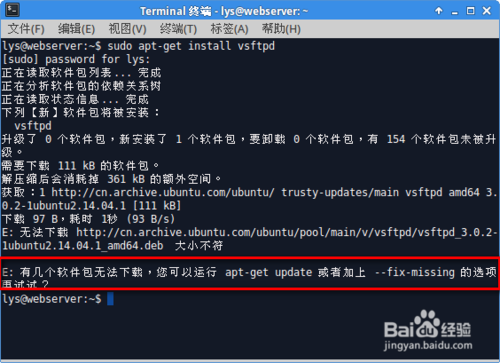 Terminal 终端 - lys@webserver: ~
文件(F) 编辑(E) 视图(V) 终端(T) 标签(A) 帮助(H)
lys@webserver:~$ sudo apt-get install vsftpd
[sudo] password for lys:
正在读取软件包列表... 完成
正在分析软件包的依赖关系树
正在读取状态信息... 完成
下列【新】软件包将被安装：
vsftpd
升级了 0 个软件包，新安装了 1 个软件包，要卸载 0 个软件包，有 154 个软件包未被升
级。
需要下载 111 kB 的软件包。
解压缩后会消耗掉 361 kB 的额外空间。
获取：1 http://cn.archive.ubuntu.com/ubuntu/ trusty-updates/main vsftpd amd64 3.
0.2-1ubuntu2.14.04.1 [111 kB]
下载 97 B，耗时 1秒 (93 B/s)
E: 无法下载 http://cn.archive.ubuntu.com/ubuntu/pool/main/v/vsftpd/vsftpd_3.0.2-
1ubuntu2.14.04.1_amd64.deb 大小不符
E: 有几个软件包无法下载，您可以运行 apt-get update 或者加上 --fix-missing 的选项
再试试？
lys@webserver:~$
Baidu 经验
jingyan.baidu.com